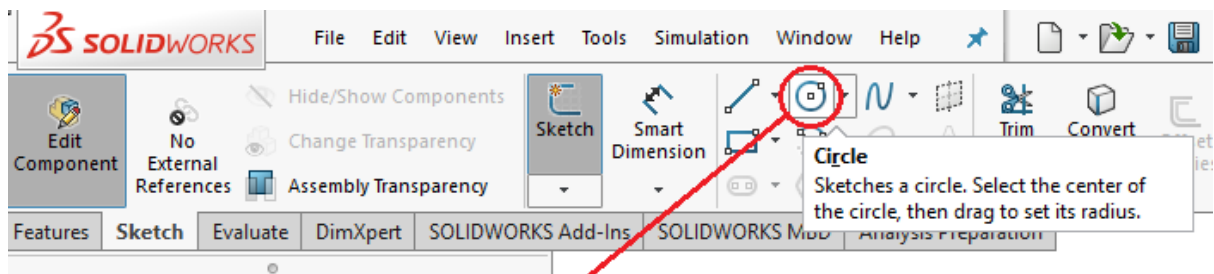 SOLIDWORKS File Edit View Insert Tools Simulation Window Help
Hide/Show Components
Edit Component
No External References
Change Transparency
Assembly Transparency
Sketch
Smart Dimension
Trim
Convert
Circle
Sketches a circle. Select the center of
the circle, then drag to set its radius.
Features Sketch Evaluate DimXpert SOLIDWORKS Add-Ins SOLIDWORKS MBD Analysis Preparation